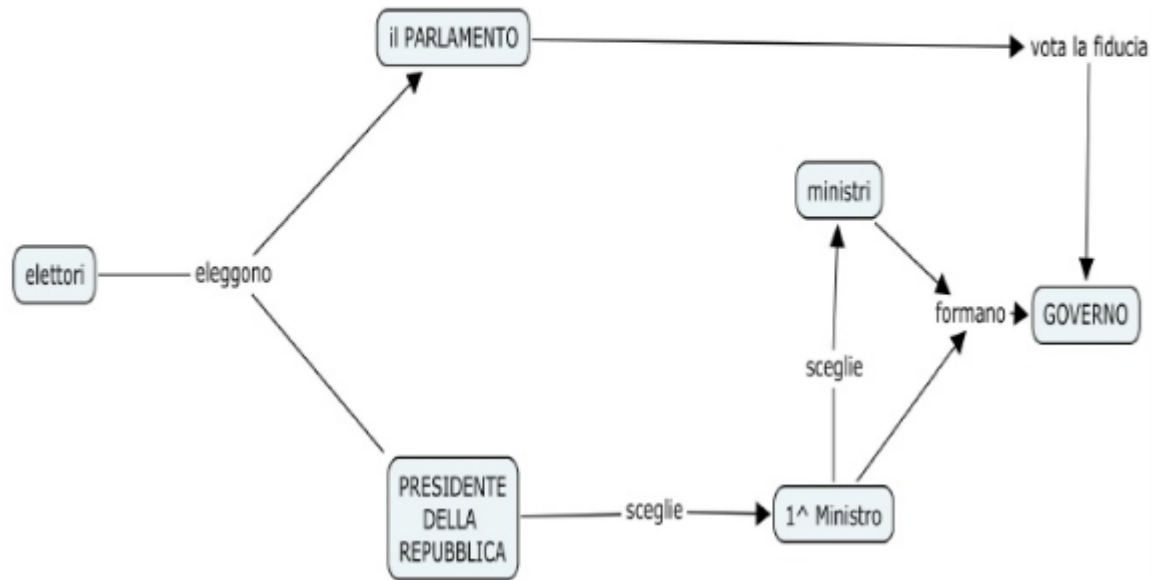 il PARLAMENTO
vota la fiducia
ministri
elettori
eleggono
formano
GOVERNO
sceglie
PRESIDENTE
DELLA
REPUBBLICA
sceglie
1^ Ministro